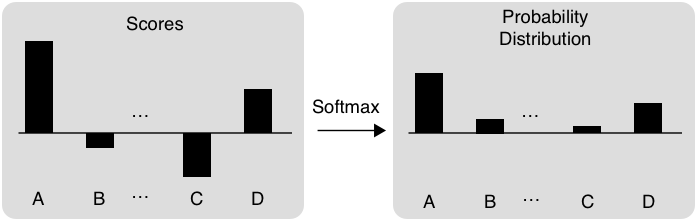 Scores
...
A B ... C D
Softmax
Probability
Distribution
...
A B ... C D